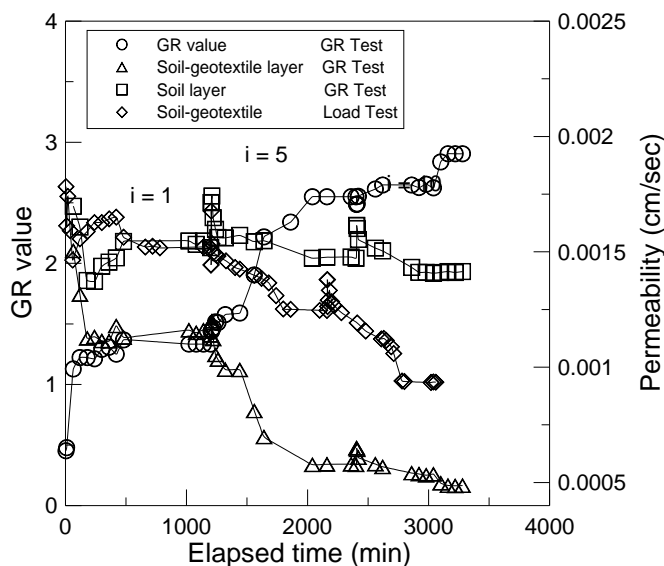 4
3
2
1
0
GR value
0.0025
0.002
0.0015
0.001
0.0005
Permeability (cm/sec)
GR value GR Test
Soil-geotextile layer GR Test
Soil layer GR Test
Soil-geotextile Load Test
i = 5
i = 1
0 1000 2000 3000 4000
Elapsed time (min)